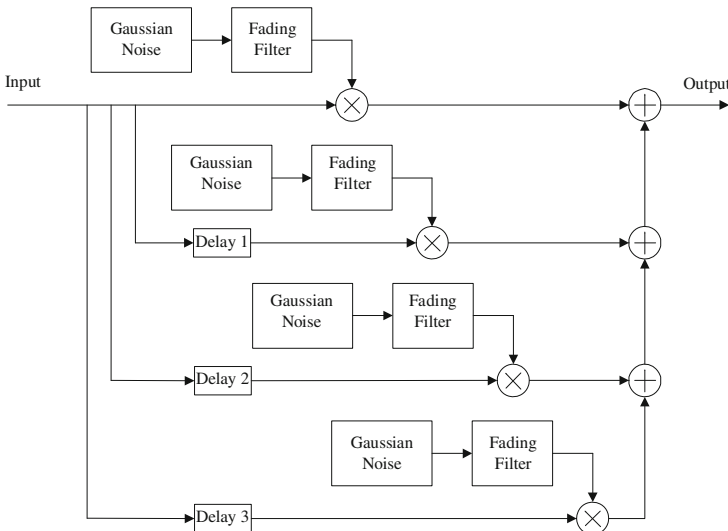 Gaussian
Noise
Fading
Filter
Input
Output
Gaussian
Noise
Fading
Filter
Delay 1
Gaussian
Noise
Fading
Filter
Delay 2
Gaussian
Noise
Fading
Filter
Delay 3